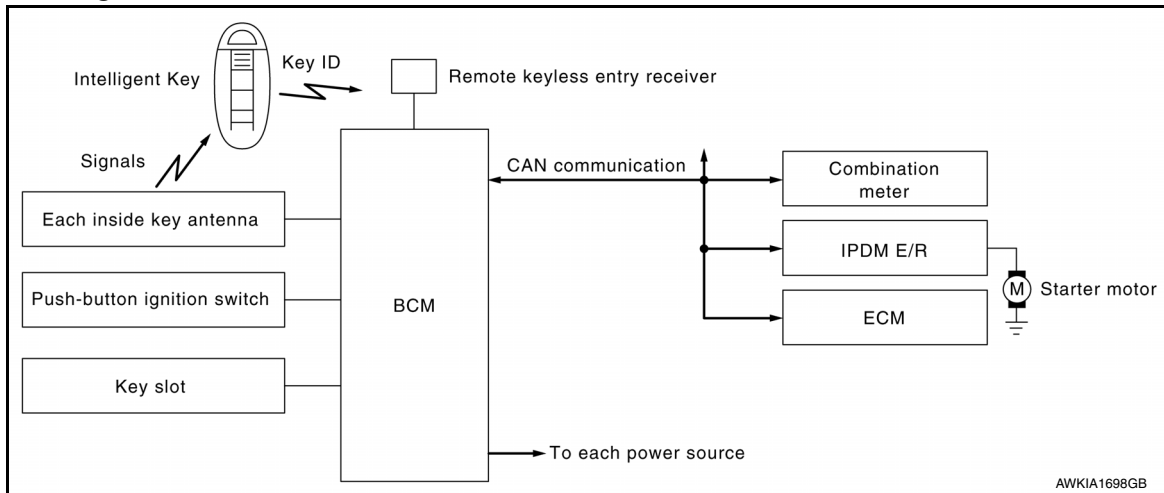 Intelligent Key
Key ID
Remote keyless entry receiver
Signals
Each inside key antenna
Push-button ignition switch
Key slot
BCM
CAN communication
Combination
meter
IPDM E/R
M
Starter motor
ECM
To each power source
AWKIA1698GB